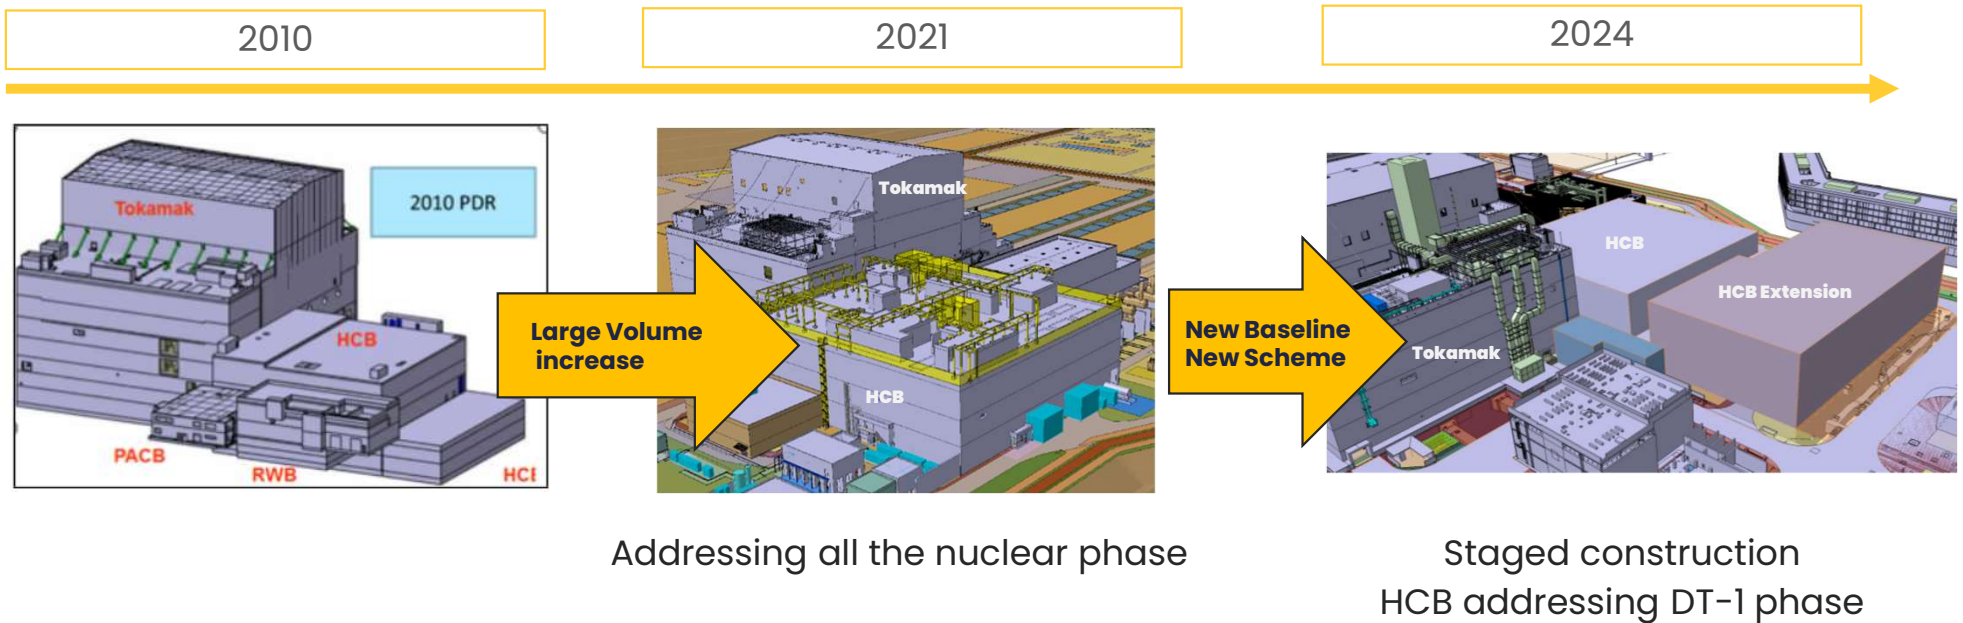 2010
2021
2024
Tokamak
2010 PDR
HCB
PACB
RWB
Large Volume
increase
Tokamak
HCB
New Baseline
New Scheme
HCB
HCB Extension
Tokamak
Addressing all the nuclear phase
Staged construction
HCB addressing DT-1 phase